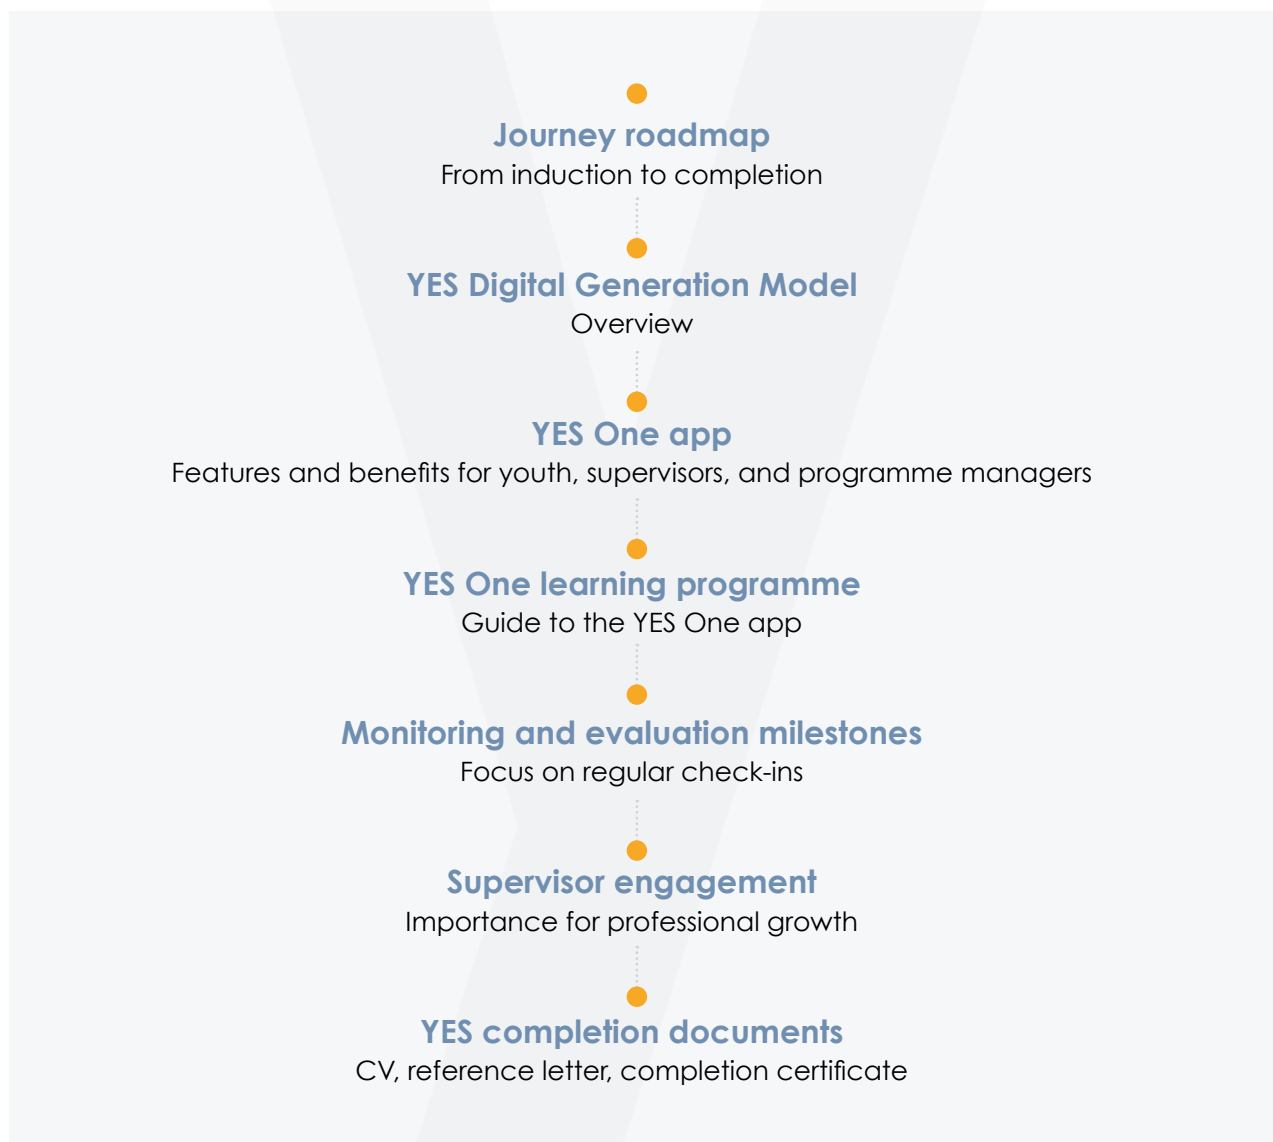 Journey roadmap
From induction to completion
YES Digital Generation Model
Overview
YES One app
Features and benefits for youth, supervisors, and programme managers
YES One learning programme
Guide to the YES One app
Monitoring and evaluation milestones
Focus on regular check-ins
Supervisor engagement
Importance for professional growth
YES completion documents
CV, reference letter, completion certificate